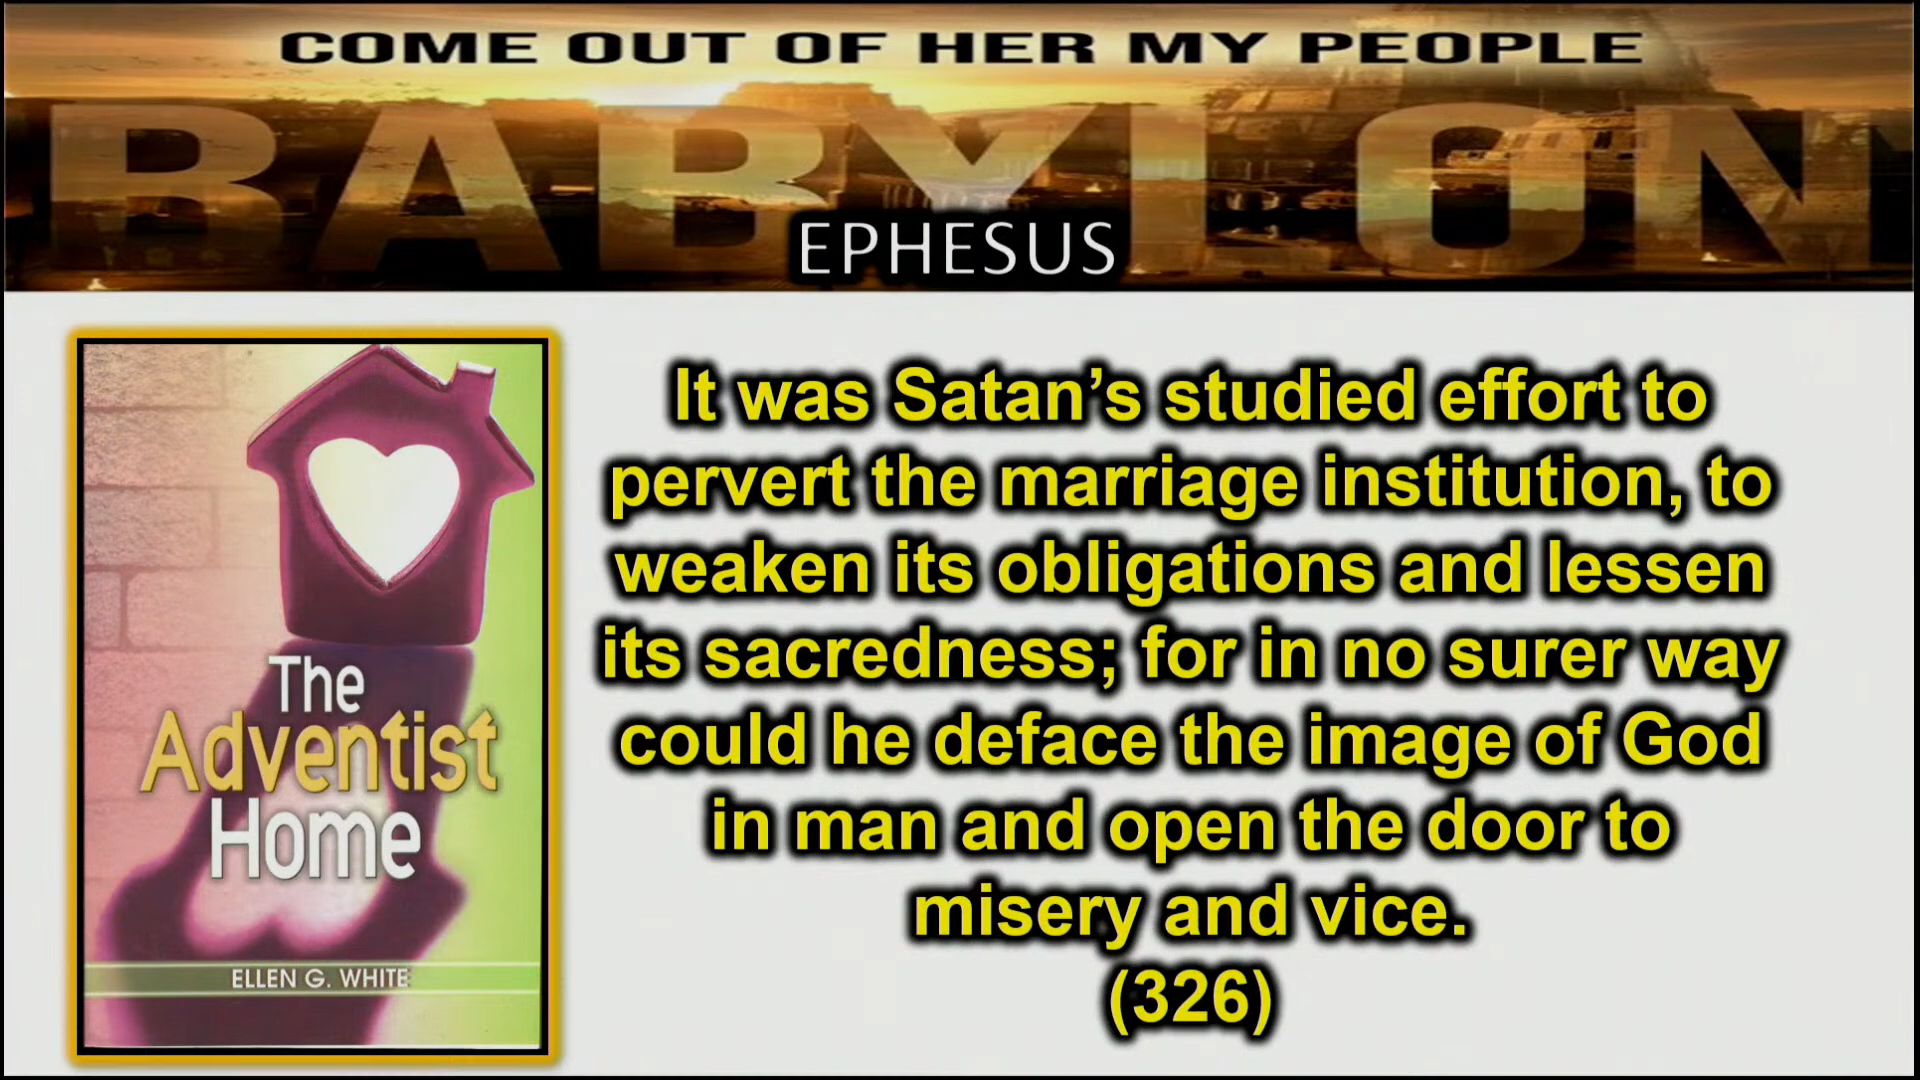 COME OUT OF HER MY PEOPLE
BABYLON
EPHESUS
The
Adventist
Home
ELLEN G. WHITE
It was Satan’s studied effort to
pervert the marriage institution, to
weaken its obligations and lessen
its sacredness; for in no surer way
could he deface the image of God
in man and open the door to
misery and vice.
(326)